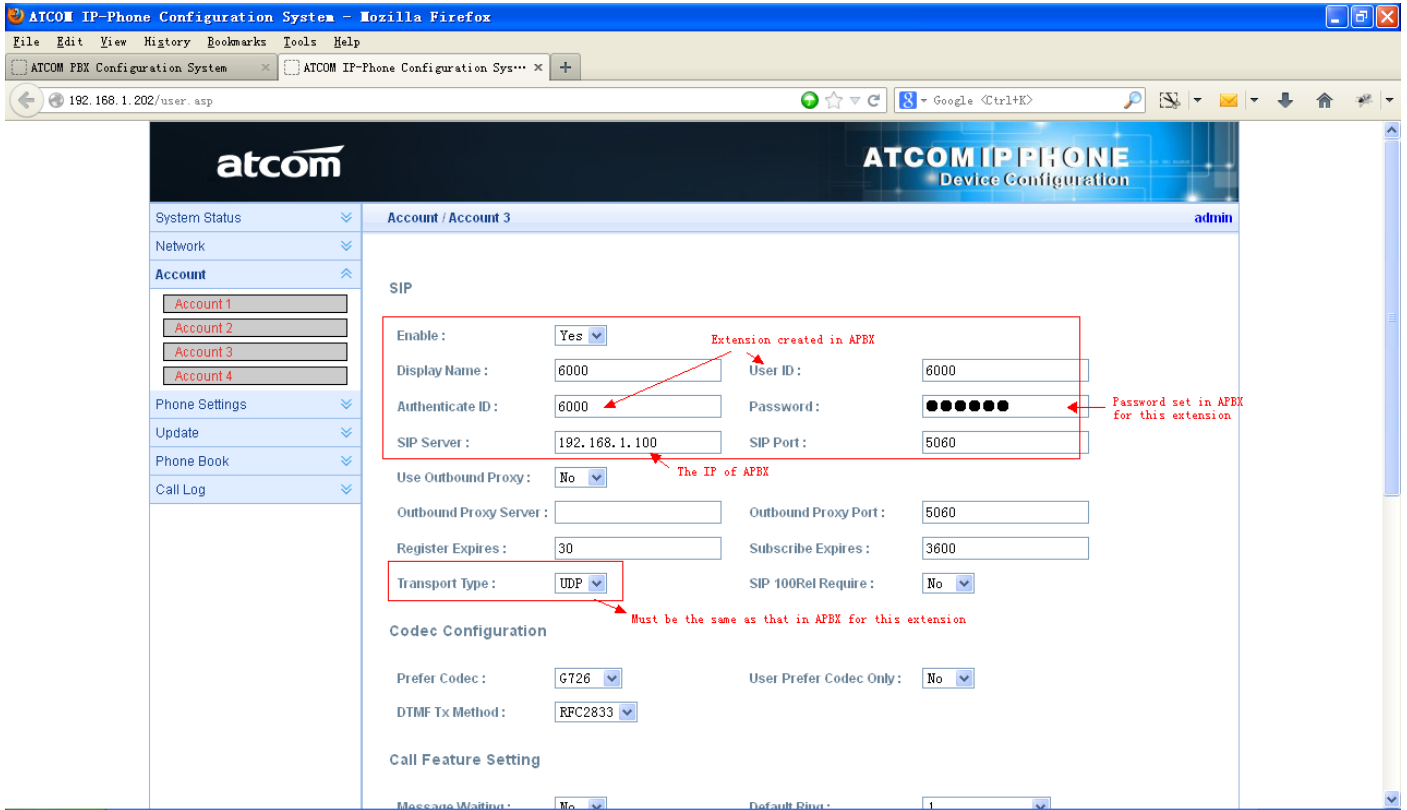 ATCOM IP-Phone Configuration System - Mozilla Firefox
File Edit View History Bookmarks Tools Help
ATCOM PBX Configuration System × ATCOM IP-Phone Configuration Sys... × +
192.168.1.202/user.asp Google <Ctrl+K>
atcom
ATCOM IP PHONE
Device Configuration
System Status
Account / Account 3 admin
Network
Account
Account 1
Account 2
Account 3
Account 4
Phone Settings
Update
Phone Book
Call Log
SIP
Enable : Yes
Extension created in APBX
Display Name : 6000 User ID : 6000
Authenticate ID : 6000 Password : ●●●●●●
Password set in APBX
for this extension
SIP Server : 192.168.1.100 SIP Port : 5060
The IP of APBX
Use Outbound Proxy : No
Outbound Proxy Server : Outbound Proxy Port : 5060
Register Expires : 30 Subscribe Expires : 3600
Transport Type : UDP SIP 100Rel Require : No
Must be the same as that in APBX for this extension
Codec Configuration
Prefer Codec : G726 User Prefer Codec Only : No
DTMF Tx Method : RFC2833
Call Feature Setting
Message Waiting : No Default Ring : 1